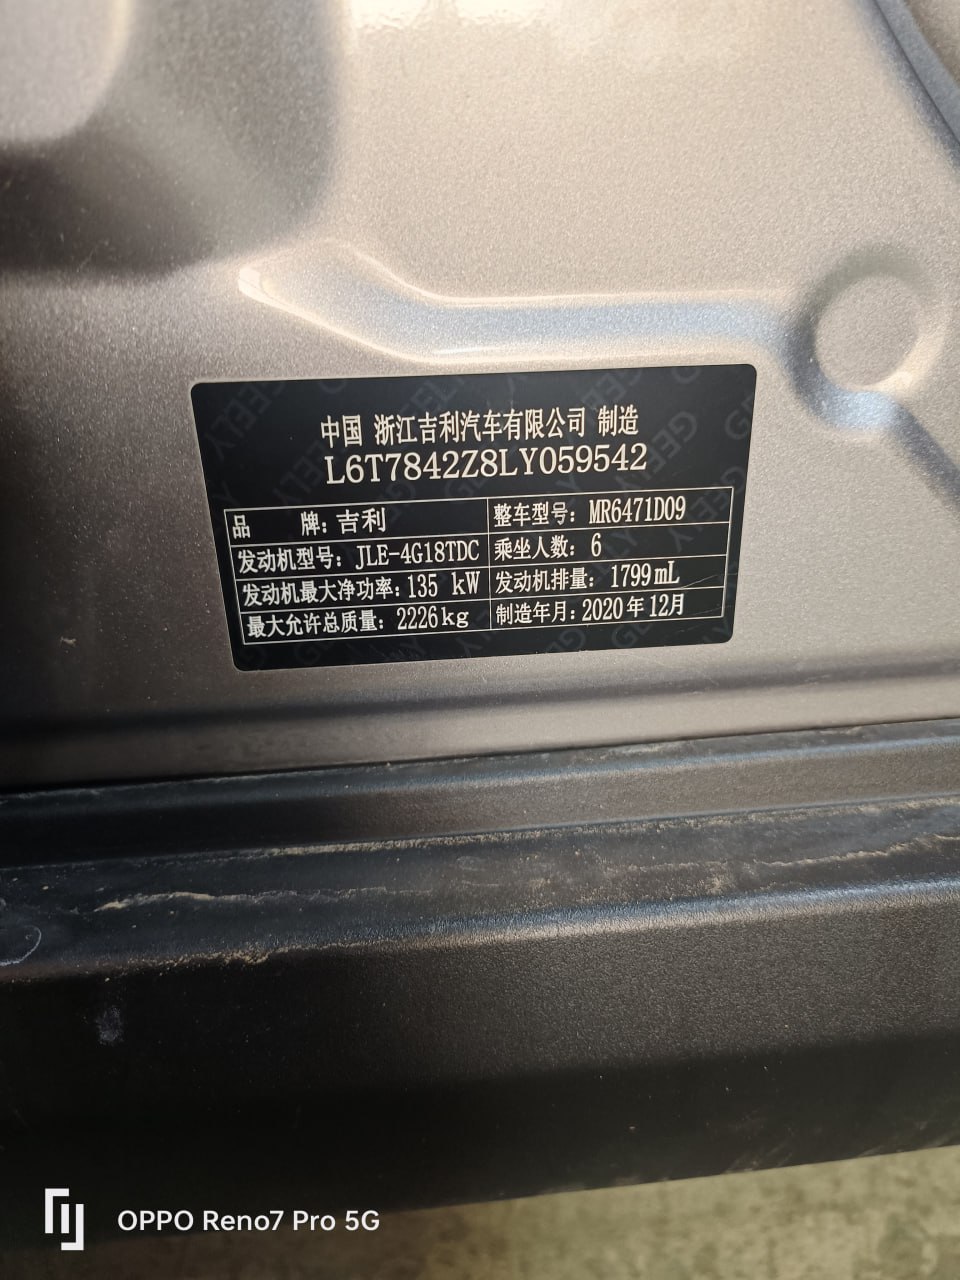 中国 浙江吉利汽车有限公司 制造
L6T7842Z8LY059542
品 牌: 吉利 整车型号: MR6471D09
发动机型号: JLE-4G18TDC 乘坐人数: 6
发动机最大净功率: 135 kW 发动机排量: 1799mL
最大允许总质量: 2226kg 制造年月: 2020年12月
OPPO Reno7 Pro 5G